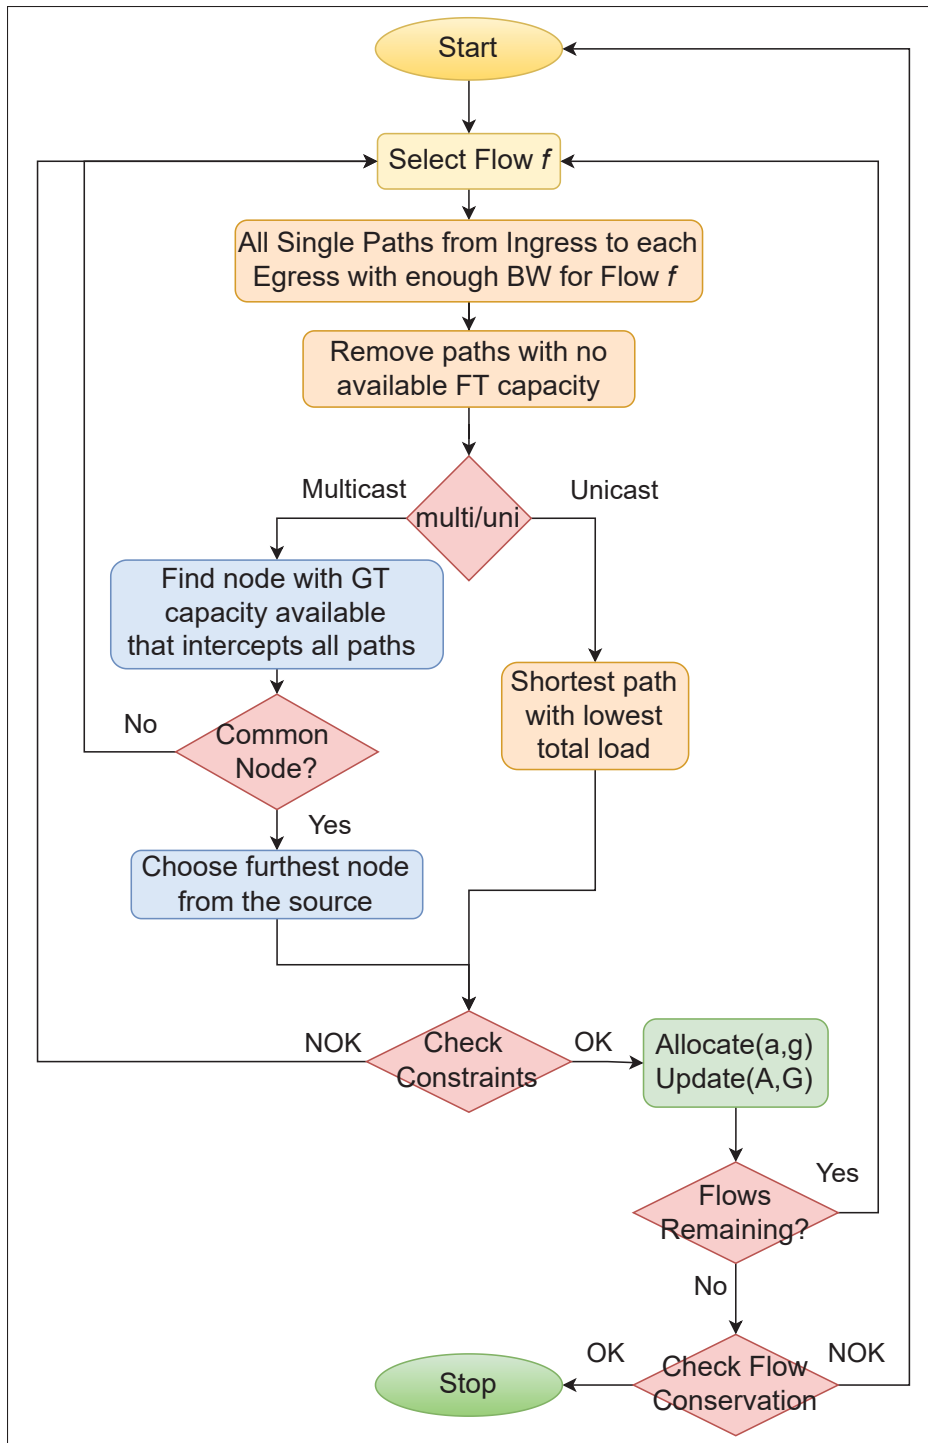 Start
Select Flow f
All Single Paths from Ingress to each
Egress with enough BW for Flow f
Remove paths with no
available FT capacity
Multicast
Unicast
multi/uni
Find node with GT
capacity available
that intercepts all paths
Shortest path
with lowest
total load
No
Common
Node?
Yes
Choose furthest node
from the source
NOK
Check
Constraints
OK
Allocate(a,g)
Update(A,G)
Yes
Flows
Remaining?
No
OK
Check Flow
Conservation
NOK
Stop